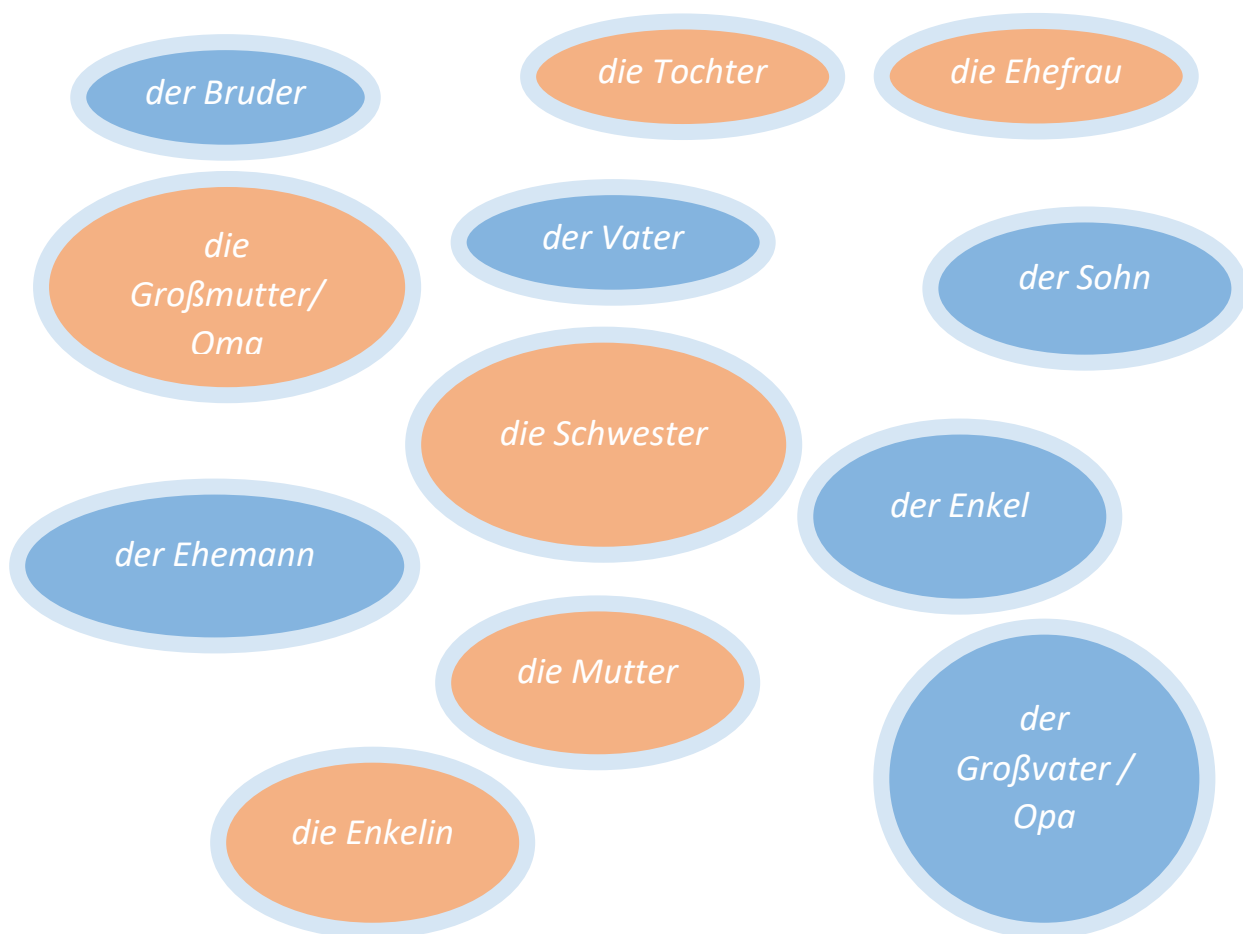 der Bruder
die Tochter
die Ehefrau
die
Großmutter/
Oma
der Vater
der Sohn
die Schwester
der Enkel
der Ehemann
die Mutter
der
Großvater /
Opa
die Enkelin